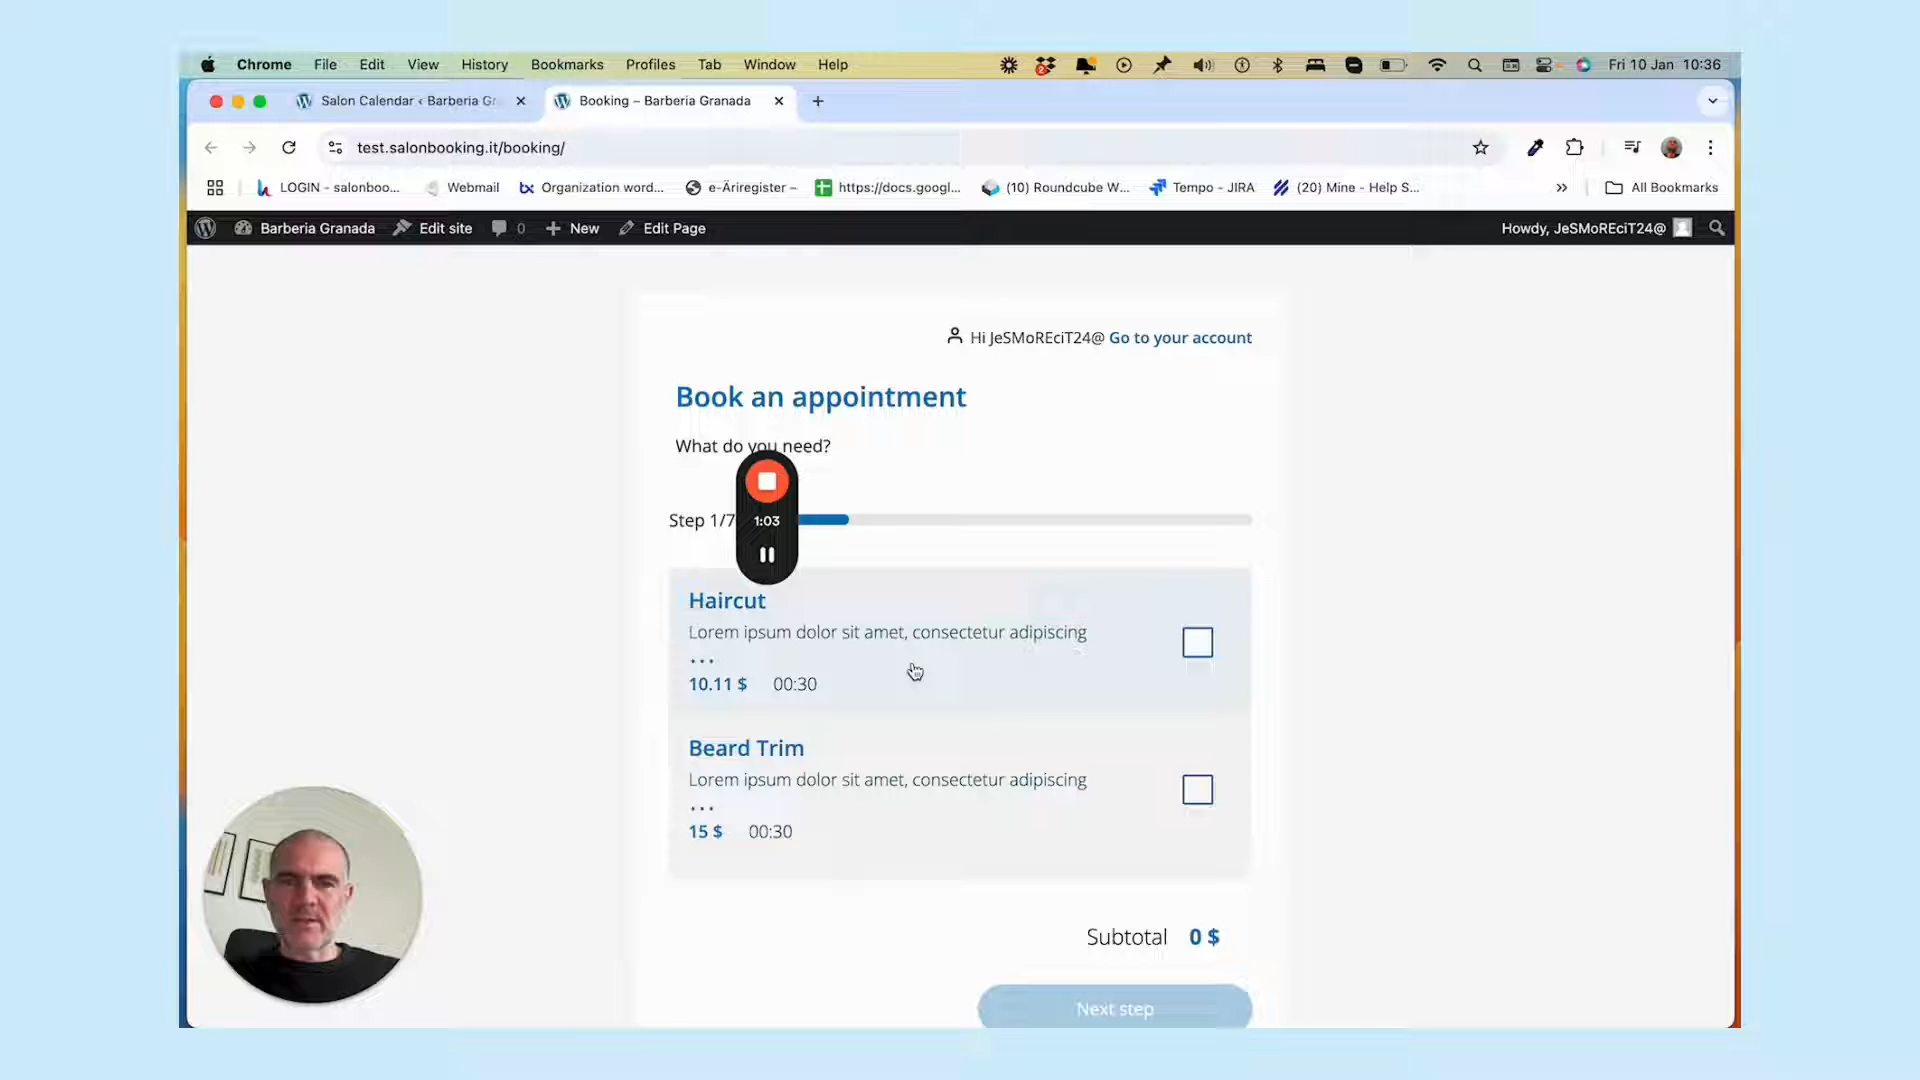 Chrome File Edit View History Bookmarks Profiles Tab Window Help Fri 10 Jan 10:36
Salon Calendar ‹ Barberia Gr Booking – Barberia Granada
test.salonbooking.it/booking/
LOGIN - salonboo... Webmail Organization word... e-Äriregister – https://docs.googl... (10) Roundcube W... Tempo - JIRA (20) Mine - Help S... » All Bookmarks
Barberia Granada Edit site 0 New Edit Page Howdy, JeSMoREciT24@
Hi JeSMoREciT24@ Go to your account
Book an appointment
What do you need?
Step 1/7 1:03
Haircut
Lorem ipsum dolor sit amet, consectetur adipiscing
...
10.11 $ 00:30
Beard Trim
Lorem ipsum dolor sit amet, consectetur adipiscing
...
15 $ 00:30
Subtotal 0 $
Next step